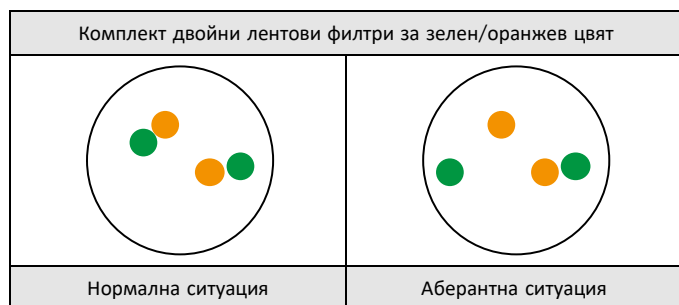 Комплект двойни лентови филтри за зелен/оранжев цвят
Нормална ситуация
Аберантна ситуация